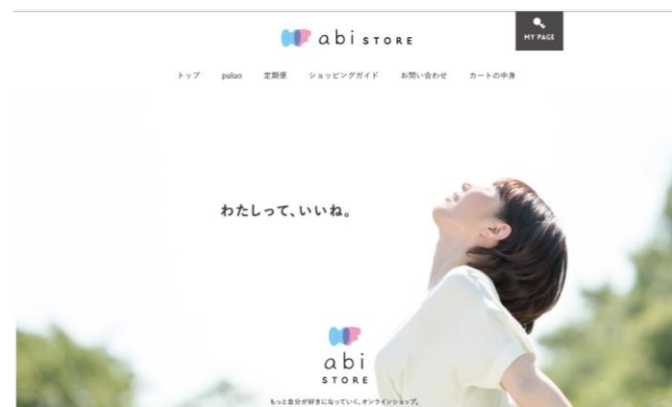 abi STORE
MY PAGE
トップ puluo 定期便 ショッピングガイド お問い合わせ カートの中身
わたしって、いいね。
abi
STORE
もっと自分が好きになっていく、オンラインショップ。